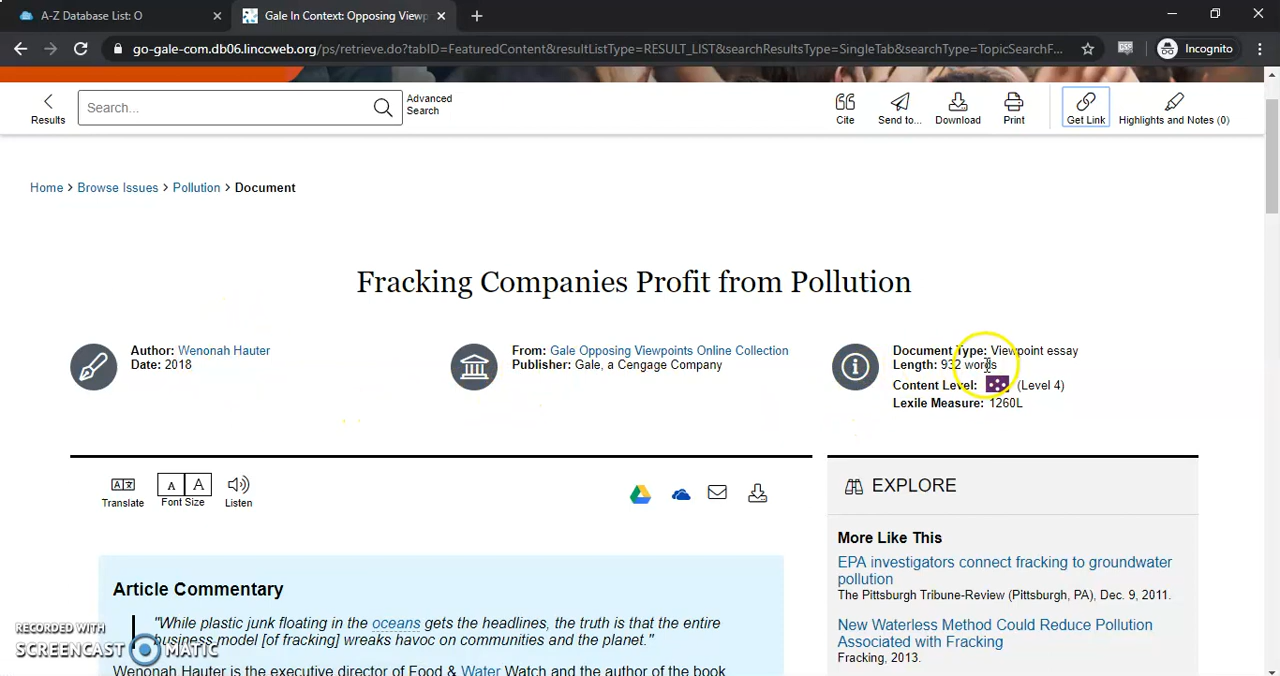 A-Z Database List: O
Gale In Context: Opposing Viewp
go-gale-com.db06.linccweb.org/ps/retrieve.do?tabID=FeaturedContent&resultListType=RESULT_LIST&searchResultsType=SingleTab&searchType=TopicSearchF...
Incognito
Results
Search...
Advanced
Search
Cite
Send to...
Download
Print
Get Link
Highlights and Notes (0)
Home > Browse Issues > Pollution > Document
Fracking Companies Profit from Pollution
Author: Wenonah Hauter
Date: 2018
From: Gale Opposing Viewpoints Online Collection
Publisher: Gale, a Cengage Company
Document Type: Viewpoint essay
Length: 932 words
Content Level: (Level 4)
Lexile Measure: 1260L
Translate
A A
Font Size
Listen
EXPLORE
More Like This
EPA investigators connect fracking to groundwater
pollution
The Pittsburgh Tribune-Review (Pittsburgh, PA), Dec. 9, 2011.
New Waterless Method Could Reduce Pollution
Associated with Fracking
Fracking, 2013.
Article Commentary
"While plastic junk floating in the oceans gets the headlines, the truth is that the entire
business model [of fracking] wreaks havoc on communities and the planet."
Wenonah Hauter is the executive director of Food & Water Watch and the author of the book
RECORDED WITH
SCREENCAST MATIC